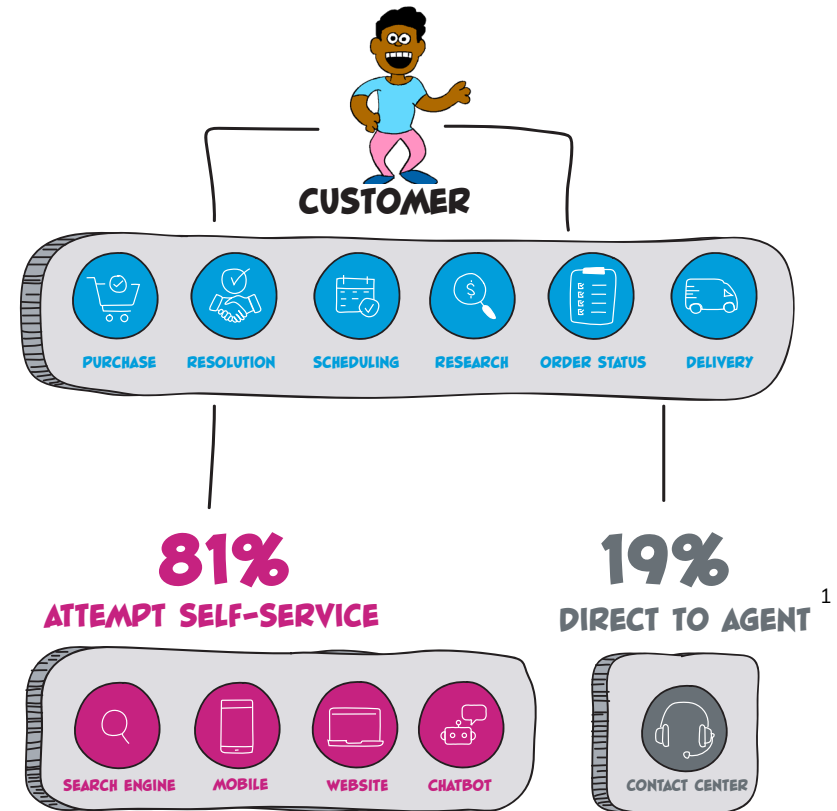 CUSTOMER
PURCHASE RESOLUTION SCHEDULING RESEARCH ORDER STATUS DELIVERY
81% 19%
ATTEMPT SELF-SERVICE DIRECT TO AGENT 1
SEARCH ENGINE MOBILE WEBSITE CHATBOT CONTACT CENTER